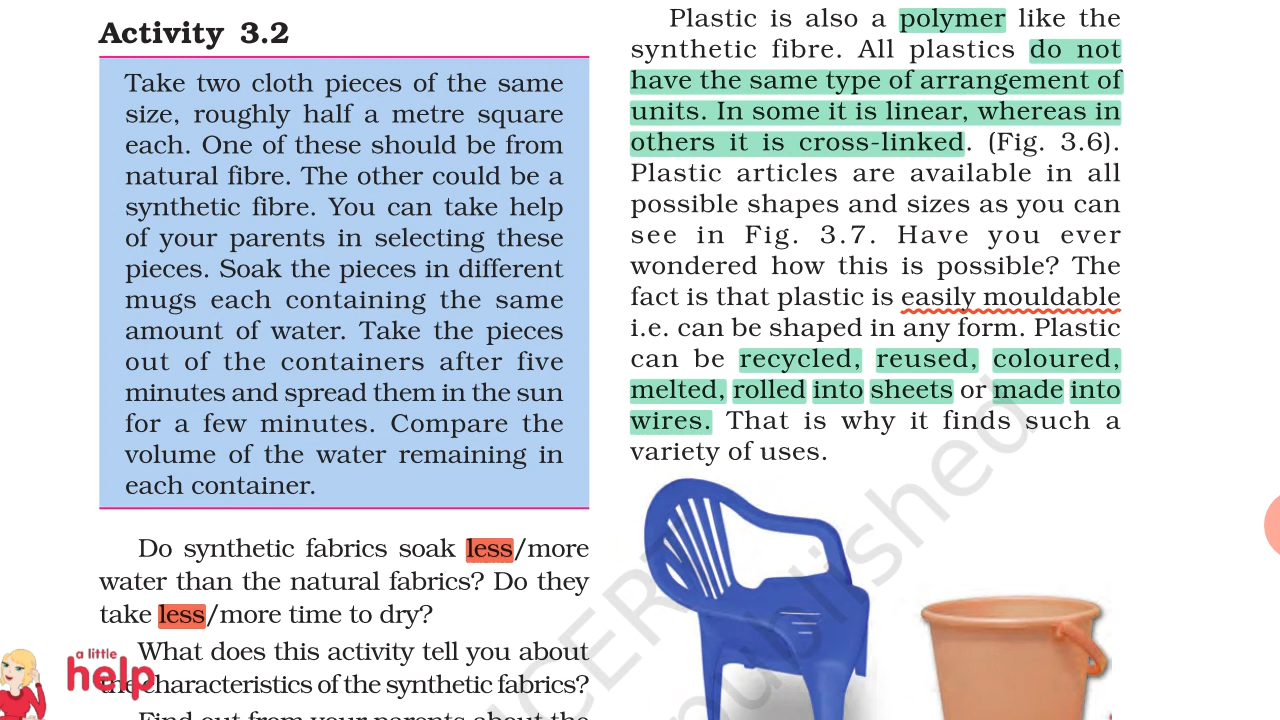 Activity 3.2
Take two cloth pieces of the same
size, roughly half a metre square
each. One of these should be from
natural fibre. The other could be a
synthetic fibre. You can take help
of your parents in selecting these
pieces. Soak the pieces in different
mugs each containing the same
amount of water. Take the pieces
out of the containers after five
minutes and spread them in the sun
for a few minutes. Compare the
volume of the water remaining in
each container.
Do synthetic fabrics soak less/more
water than the natural fabrics? Do they
take less/more time to dry?
What does this activity tell you about
the characteristics of the synthetic fabrics?
Find out from your parents about the
a little
help
Plastic is also a polymer like the
synthetic fibre. All plastics do not
have the same type of arrangement of
units. In some it is linear, whereas in
others it is cross-linked. (Fig. 3.6).
Plastic articles are available in all
possible shapes and sizes as you can
see in Fig. 3.7. Have you ever
wondered how this is possible? The
fact is that plastic is easily mouldable
i.e. can be shaped in any form. Plastic
can be recycled, reused, coloured,
melted, rolled into sheets or made into
wires. That is why it finds such a
variety of uses.
NCERT
published